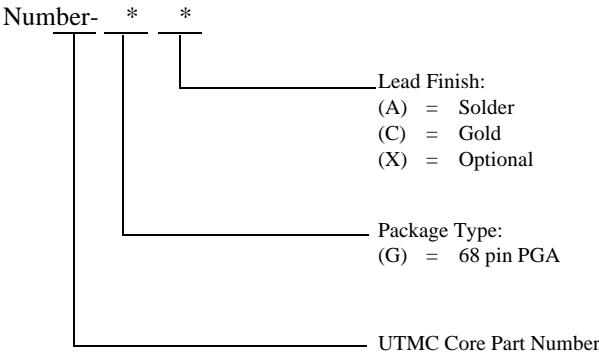 Number- * *
Lead Finish:
(A) = Solder
(C) = Gold
(X) = Optional
Package Type:
(G) = 68 pin PGA
UTMC Core Part Number